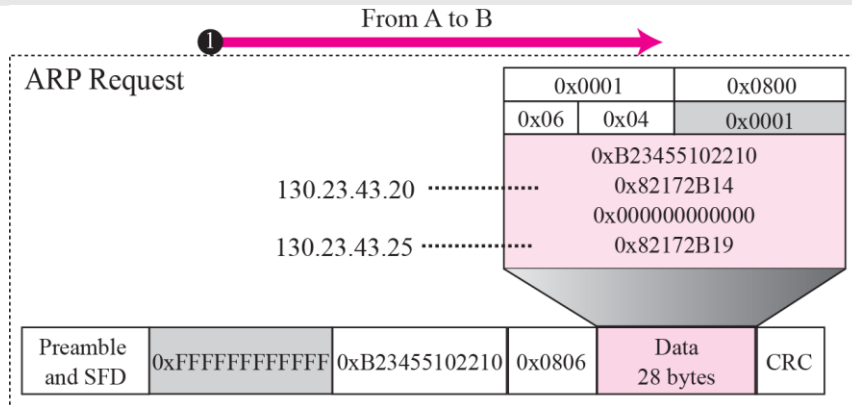 From A to B
1
ARP Request
0x0001 0x0800
0x06 0x04 0x0001
0xB23455102210
130.23.43.20 0x82172B14
0x000000000000
130.23.43.25 0x82172B19
Preamble
and SFD
0xFFFFFFFFFFFF
0xB23455102210
0x0806
Data
28 bytes
CRC